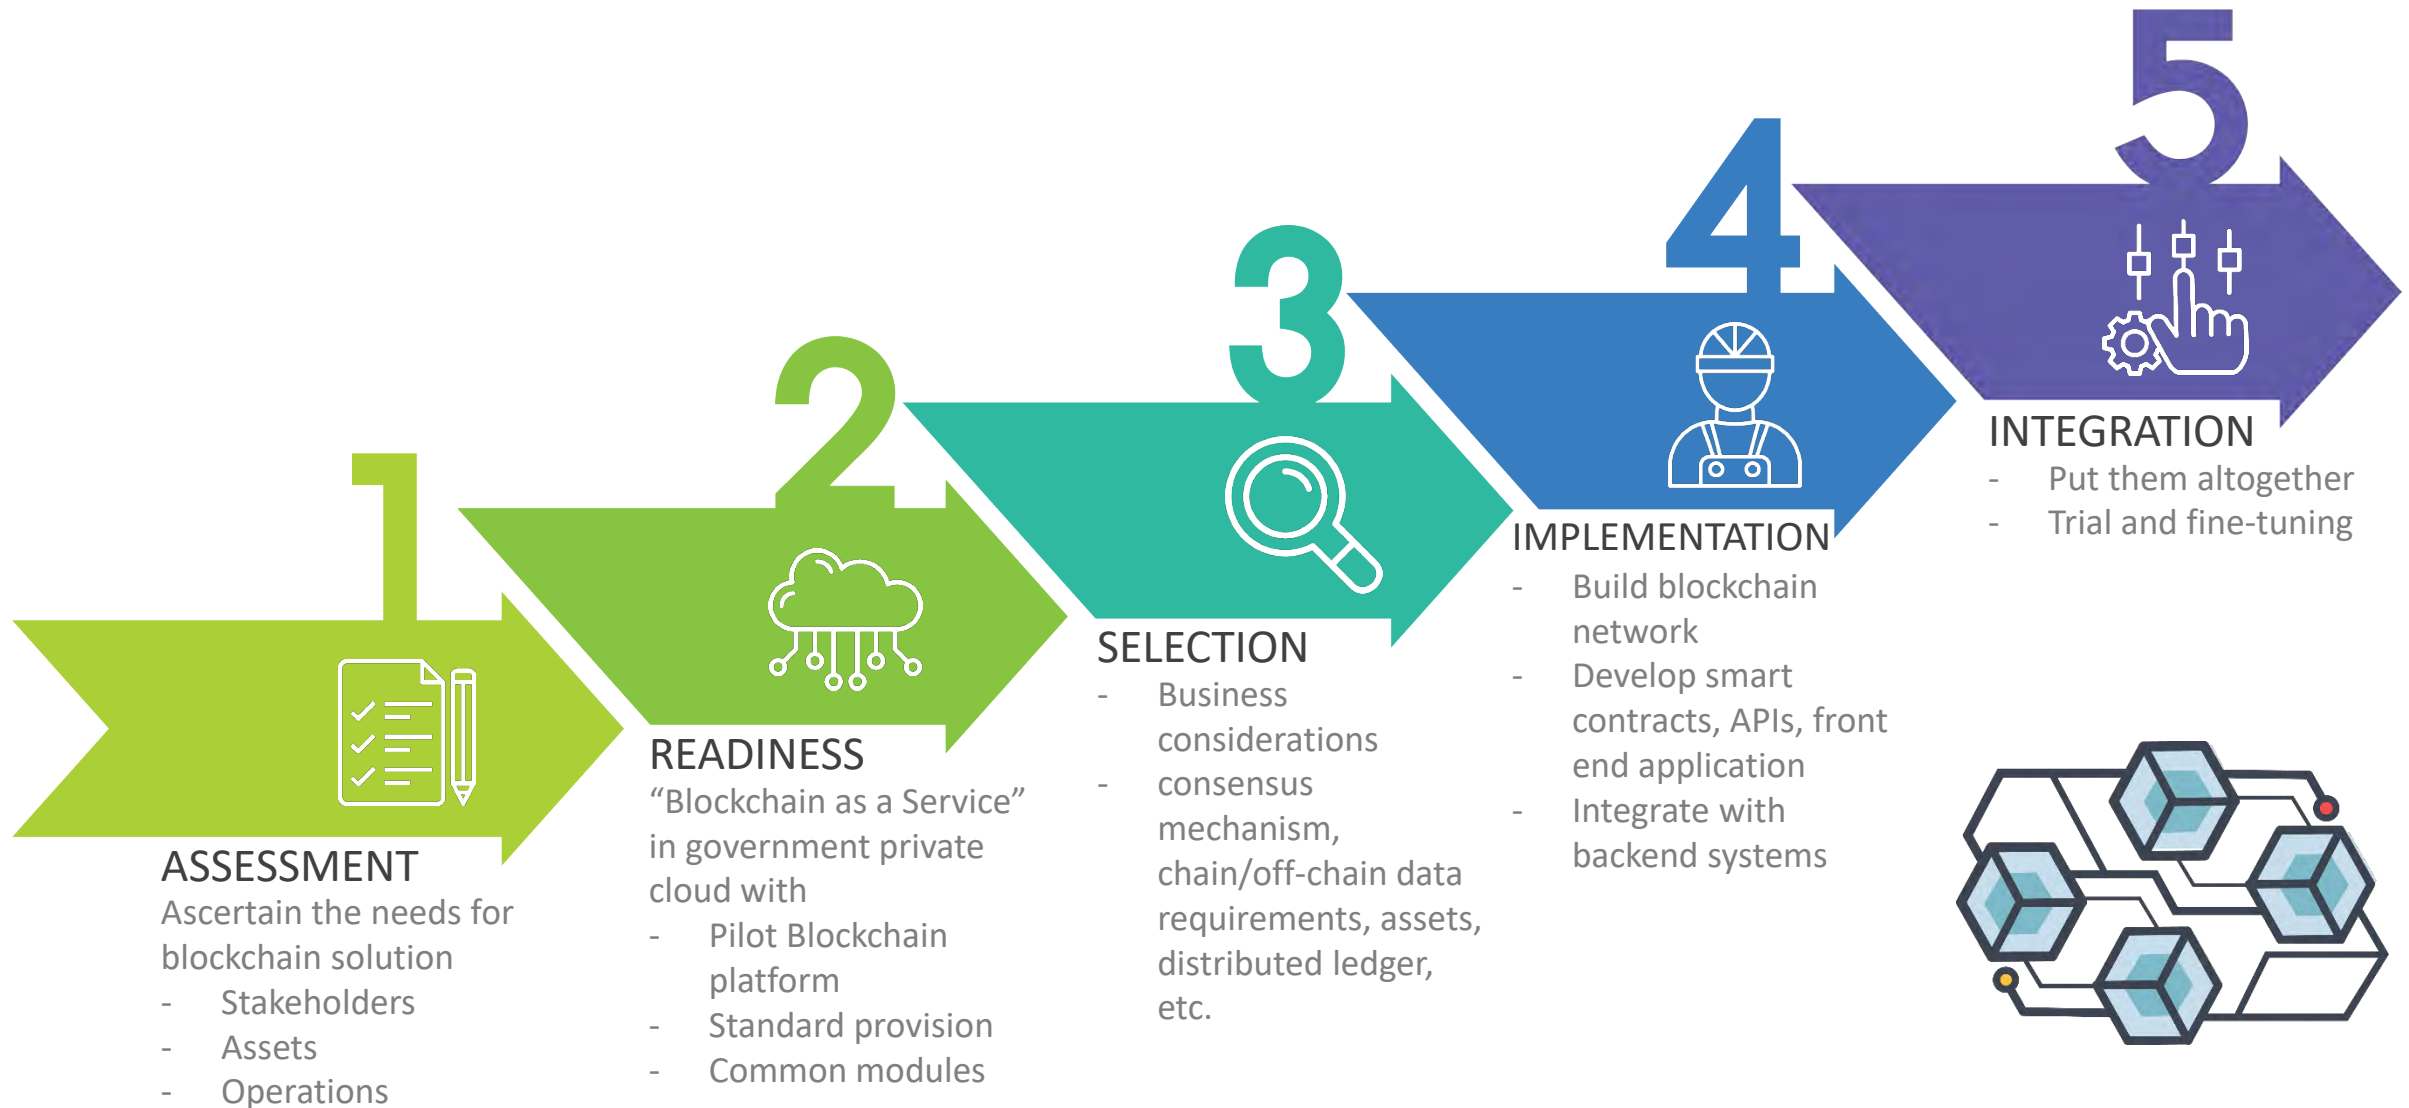 1
ASSESSMENT
Ascertain the needs for
blockchain solution
- Stakeholders
- Assets
- Operations
2
READINESS
“Blockchain as a Service”
in government private
cloud with
- Pilot Blockchain
platform
- Standard provision
- Common modules
3
SELECTION
- Business
considerations
- consensus
mechanism,
chain/off-chain data
requirements, assets,
distributed ledger,
etc.
4
IMPLEMENTATION
- Build blockchain
network
- Develop smart
contracts, APIs, front
end application
- Integrate with
backend systems
5
INTEGRATION
- Put them altogether
- Trial and fine-tuning